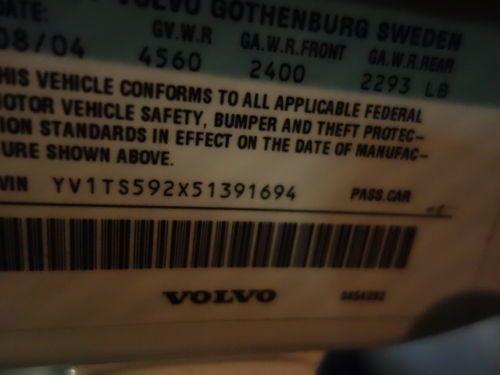 DATE: VOLVO GOTHENBURG SWEDEN
08/04 GV.W.R GA.W.R.FRONT GA.W.R.REAR
4560 2400 2293 LB
HIS VEHICLE CONFORMS TO ALL APPLICABLE FEDERAL
MOTOR VEHICLE SAFETY, BUMPER AND THEFT PROTEC-
ION STANDARDS IN EFFECT ON THE DATE OF MANUFAC-
URE SHOWN ABOVE.
VIN YV1TS592X51391694 PASS.CAR
VOLVO